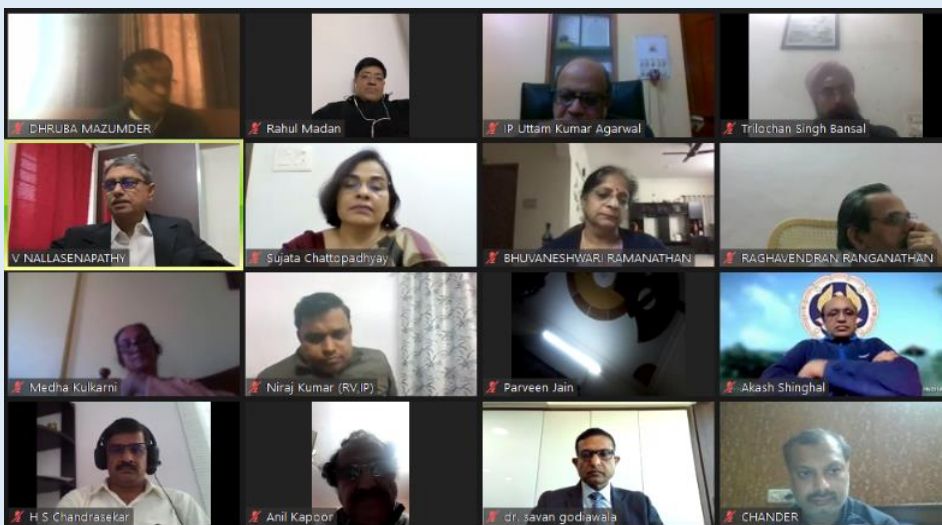 DHRUBA MAZUMDER
Rahul Madan
IP Uttam Kumar Agarwal
Trilochan Singh Bansal
V NALLASENAPATHY
Sujata Chattopadhyay
BHUVANESHWARI RAMANATHAN
RAGHAVENDRAN RANGANATHAN
Medha Kulkarni
Niraj Kumar (RV,IP)
Parveen Jain
Akash Shinghal
H S Chandrasekar
Anil Kapoor
dr. savan godiawala
CHANDER